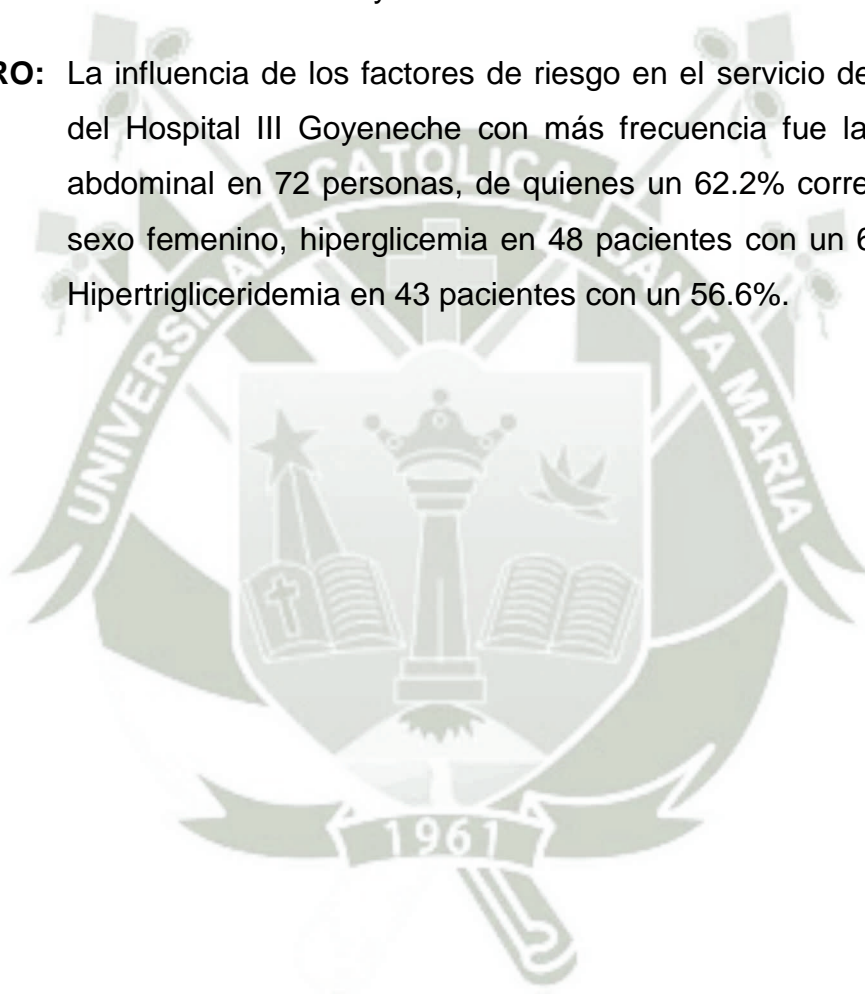 y
RO: La influencia de los factores de riesgo en el servicio de
del Hospital III Goyeneche con más frecuencia fue la
abdominal en 72 personas, de quienes un 62.2% corre
sexo femenino, hiperglicemia en 48 pacientes con un 6
Hipertrigliceridemia en 43 pacientes con un 56.6%.
UNIVERSIDAD CATOLICA SANTA MARIA
1961